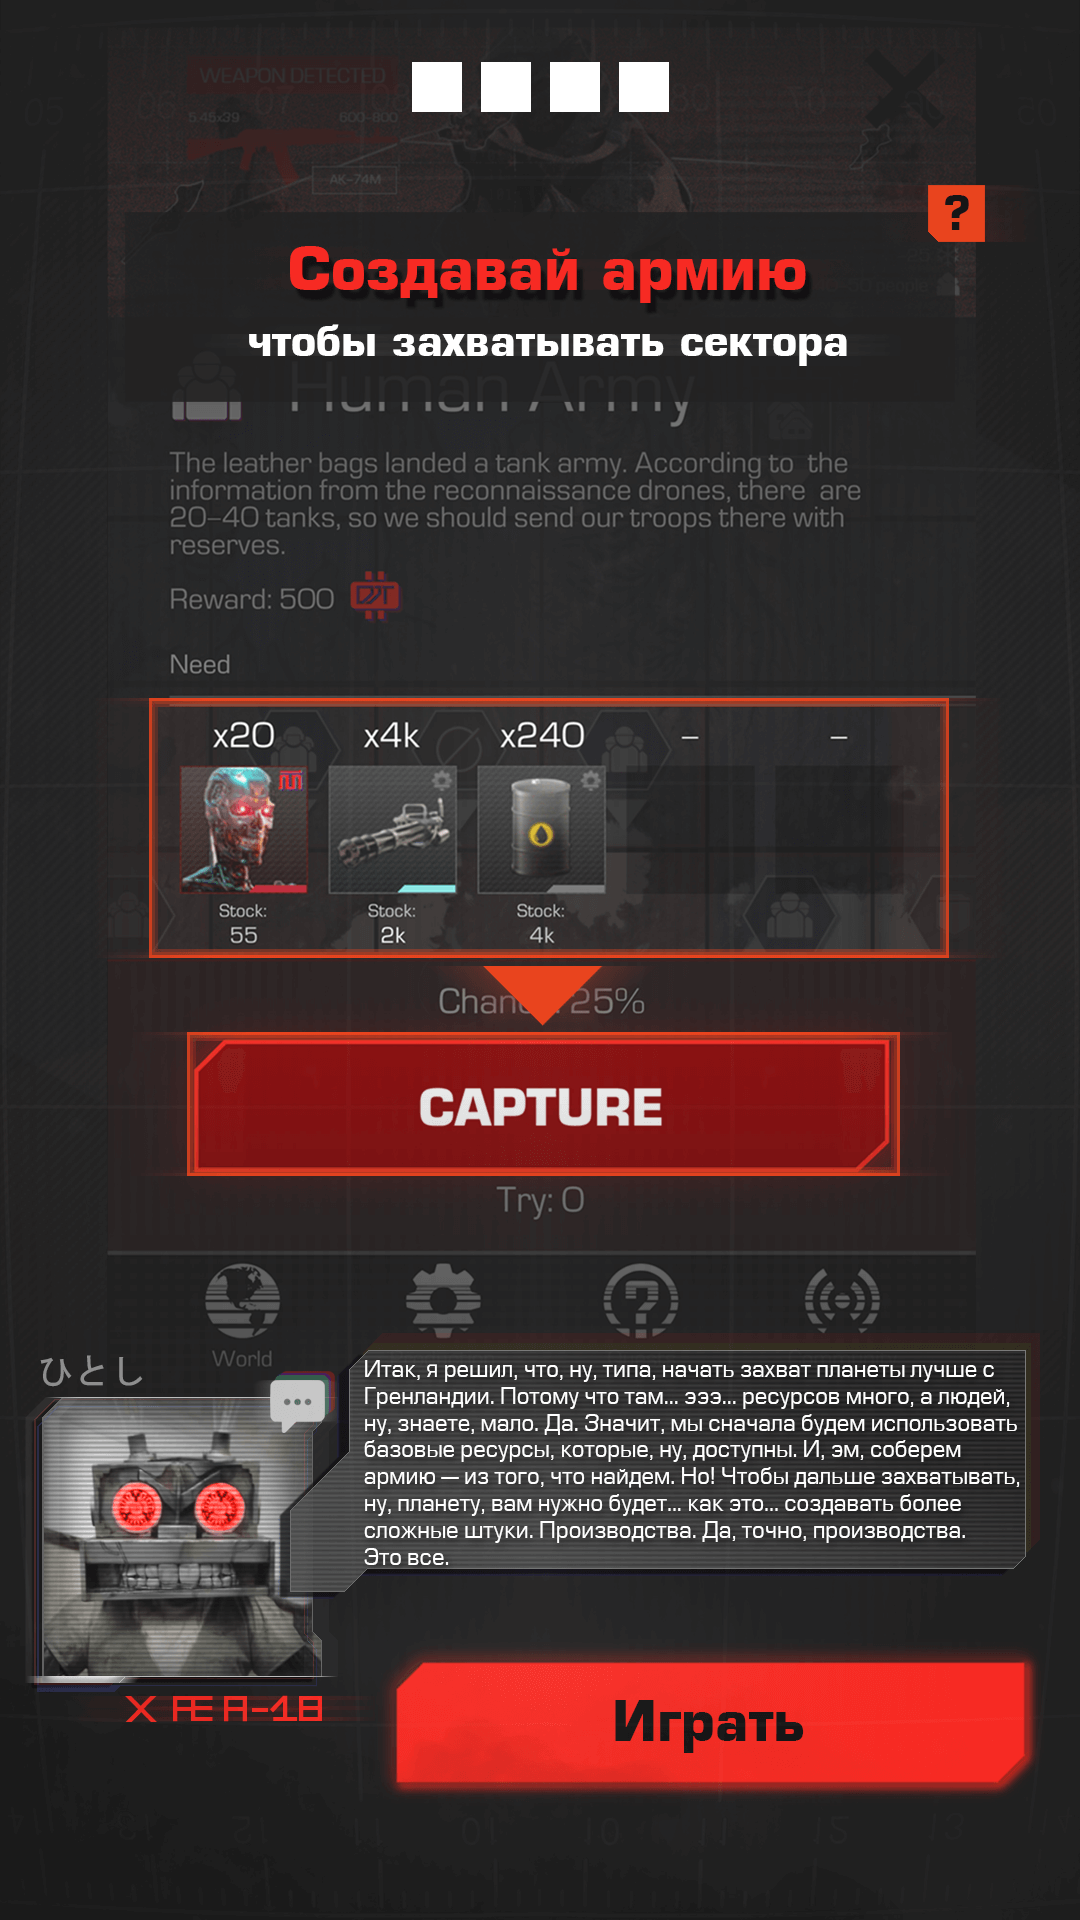 WEAPON DETECTED
5.45x39 600-800
AK-74M
?
Создавай армию
чтобы захватывать сектора
Human Army
The leather bags landed a tank army. According to the
information from the reconnaissance drones, there are
20-40 tanks, so we should send our troops there with
reserves.
Reward: 500
Need
x20 x4k x240 – –
Stock: Stock: Stock:
55 2k 4k
25%
CAPTURE
Try: 0
World
ひとし
Итак, я решил, что, ну, типа, начать захват планеты лучше с
Гренландии. Потому что там... эээ... ресурсов много, а людей,
ну, знаете, мало. Да. Значит, мы сначала будем использовать
базовые ресурсы, которые, ну, доступны. И, эм, соберем
армию — из того, что найдем. Но! Чтобы дальше захватывать,
ну, планету, вам нужно будет... как это... создавать более
сложные штуки. Производства. Да, точно, производства.
Это все.
X Æ A-18
Играть